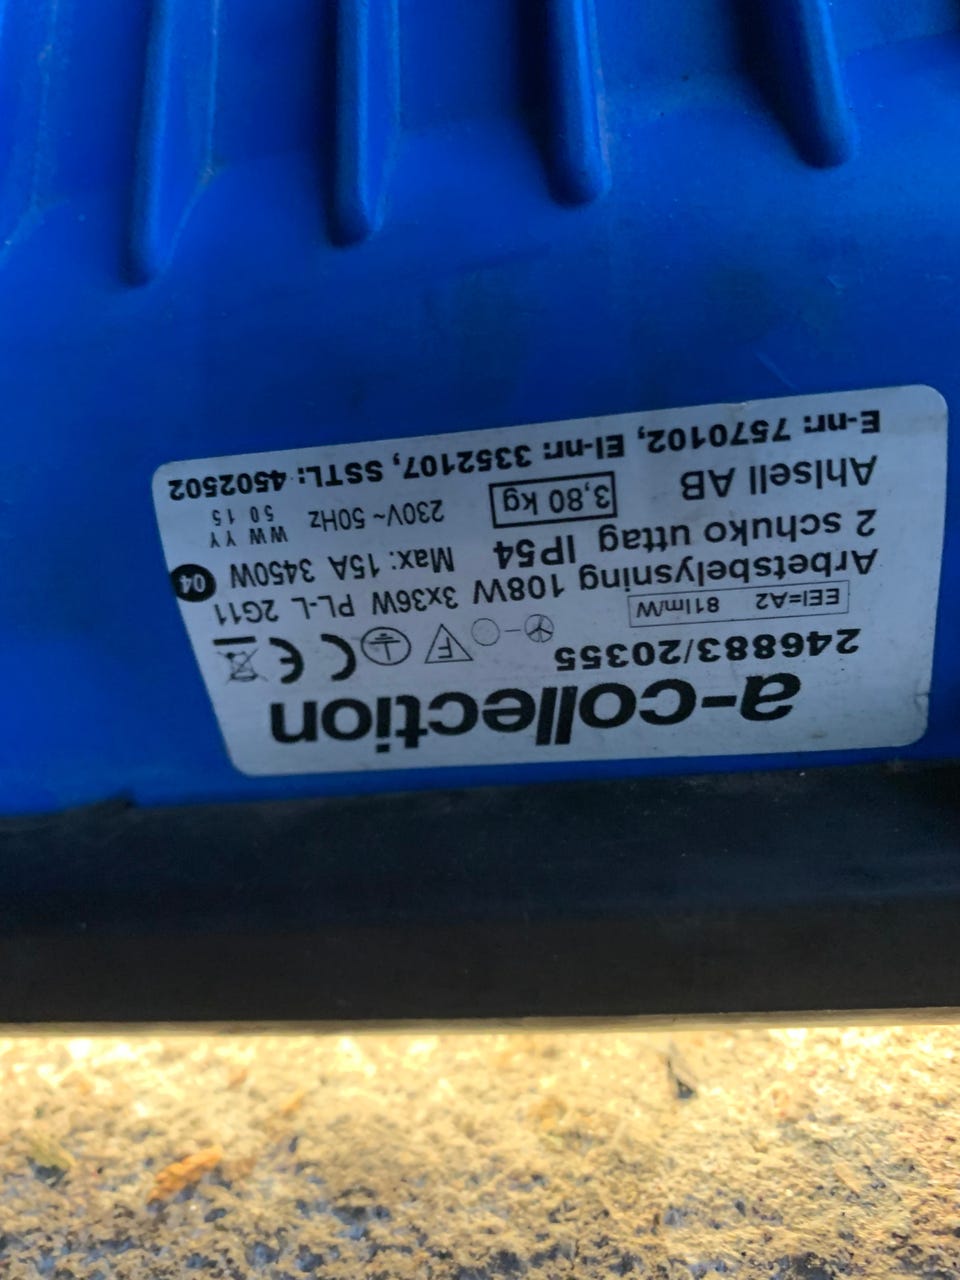 a-collection
246883/20355
EEI=A2 81lm/W
Arbetsbelysning 108W 3x36W PL-L 2G11
2 schuko uttag IP54 Max: 15A 3450W 04
Ahlsell AB 3,80 kg 230V~ 50Hz WW YY
50 15
E-nr: 7570102, El-nr: 3352107, SSTL: 4502502